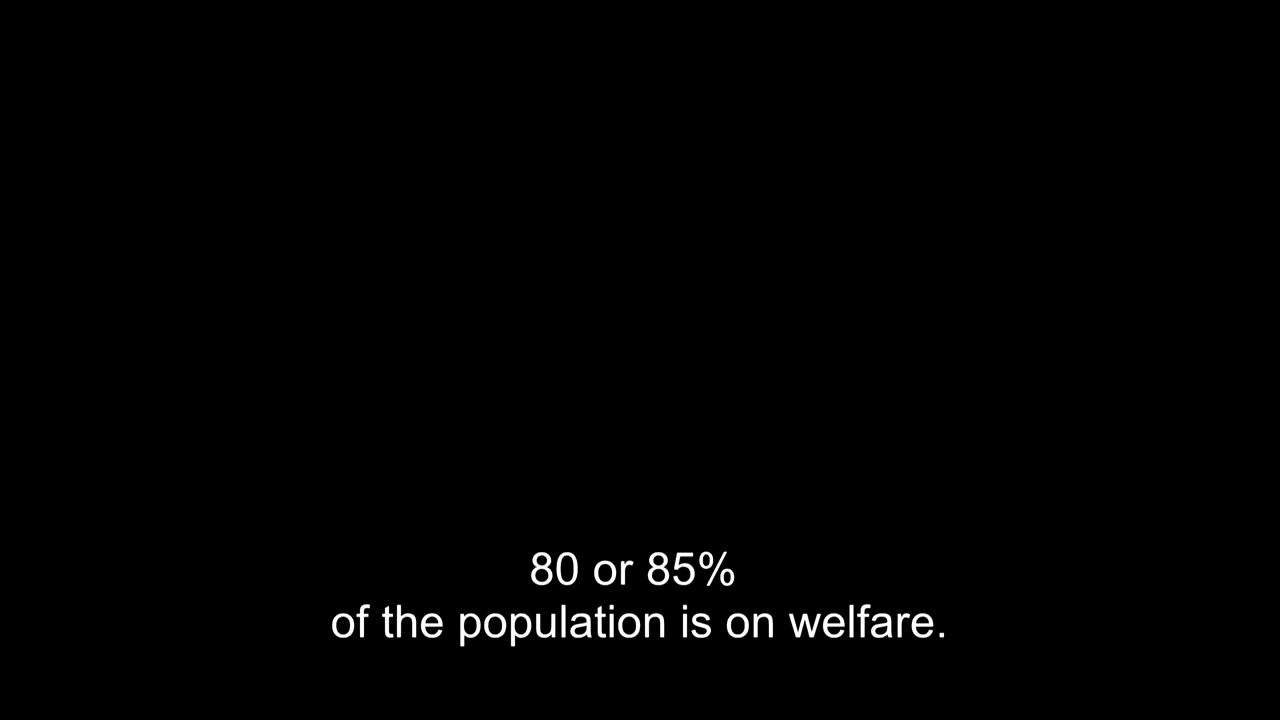 80 or 85%
of the population is on welfare.